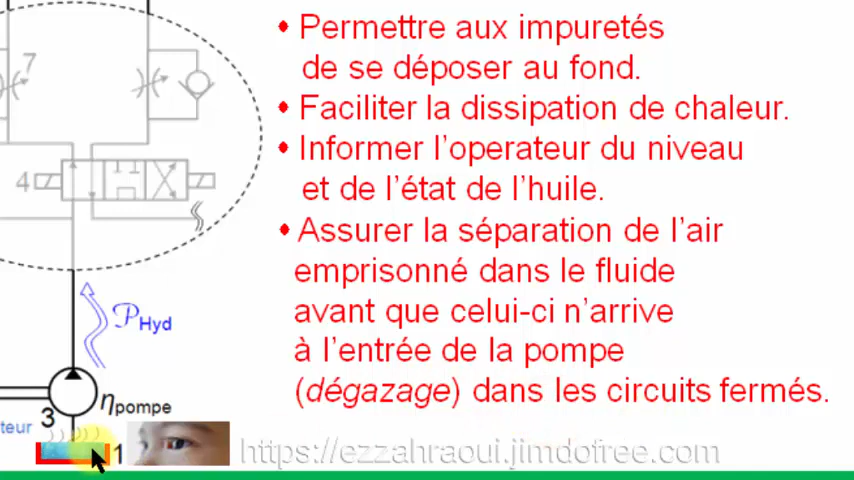 • Permettre aux impuretés
de se déposer au fond.
• Faciliter la dissipation de chaleur.
• Informer l'operateur du niveau
et de l'état de l'huile.
• Assurer la séparation de l'air
emprisonné dans le fluide
avant que celui-ci n'arrive
à l'entrée de la pompe
(dégazage) dans les circuits fermés.
7
4
𝒫Hyd
ηpompe
3
teur
1
https://ezzahraoui.jimdofree.com